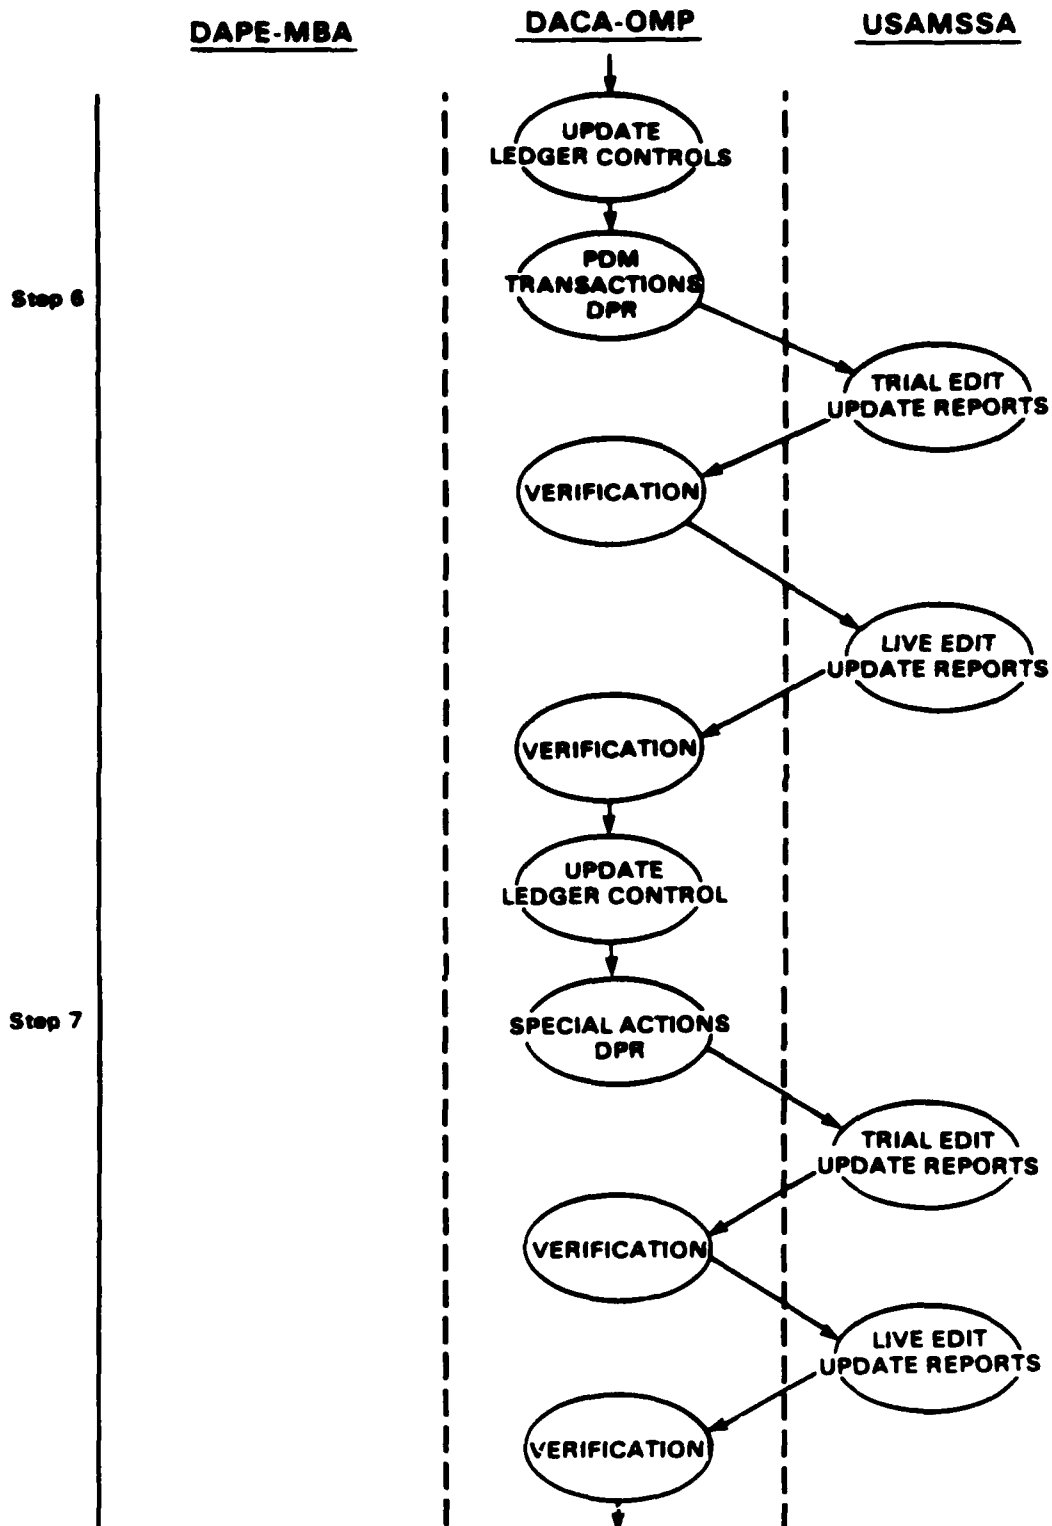 DAPE-MBA
DACA-OMP
USAMSSA
UPDATE
LEDGER CONTROLS
Step 6
PDM
TRANSACTIONS
DPR
TRIAL EDIT
UPDATE REPORTS
VERIFICATION
LIVE EDIT
UPDATE REPORTS
VERIFICATION
UPDATE
LEDGER CONTROL
Step 7
SPECIAL ACTIONS
DPR
TRIAL EDIT
UPDATE REPORTS
VERIFICATION
LIVE EDIT
UPDATE REPORTS
VERIFICATION